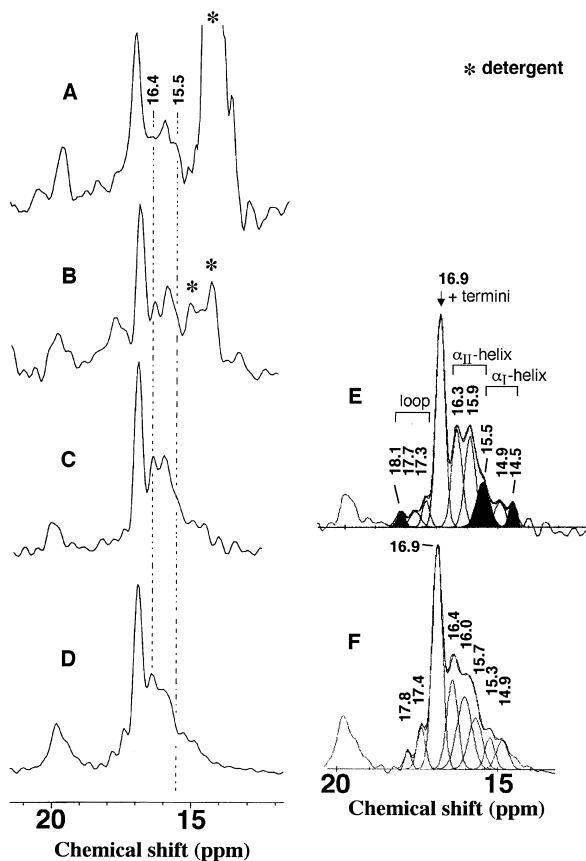 *
* detergent
A
16.4
15.5
B
* *
C
D
20 15
Chemical shift (ppm)
16.9
+ termini
αII-helix
αI-helix
loop
E
18.1
17.7
17.3
16.3
15.9
15.5
14.9
14.5
16.9
F
17.8
17.4
16.4
16.0
15.7
15.3
14.9
20 15
Chemical shift (ppm)